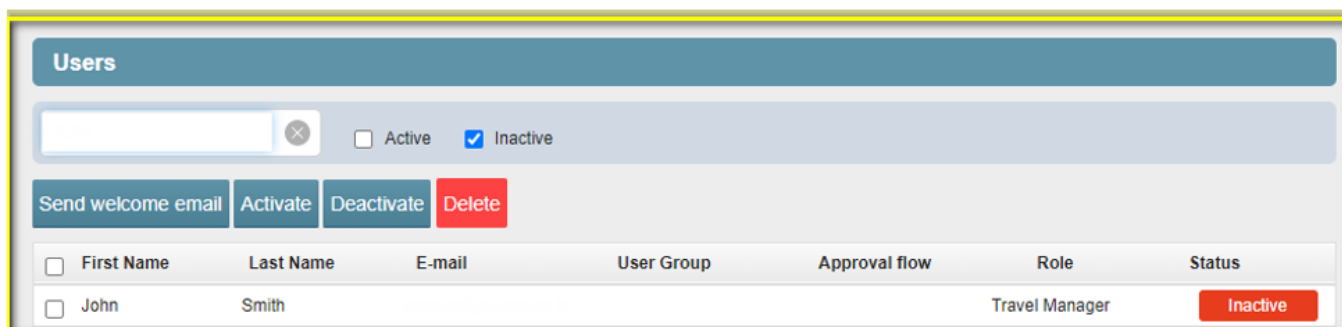 Users
Active Inactive
Send welcome email Activate Deactivate Delete
First Name Last Name E-mail User Group Approval flow Role Status
John Smith Travel Manager Inactive